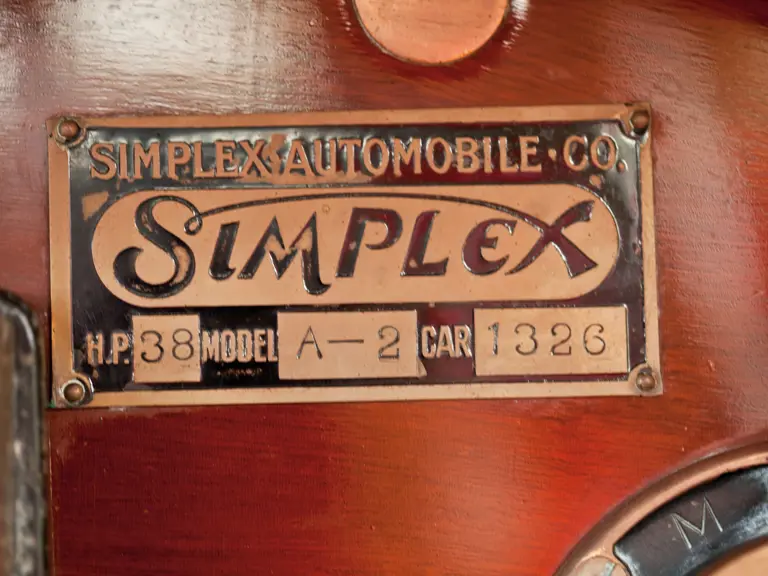 SIMPLEX AUTOMOBILE · CO.
SIMPLEX
H.P. 38 MODEL A-2 CAR 1326
M